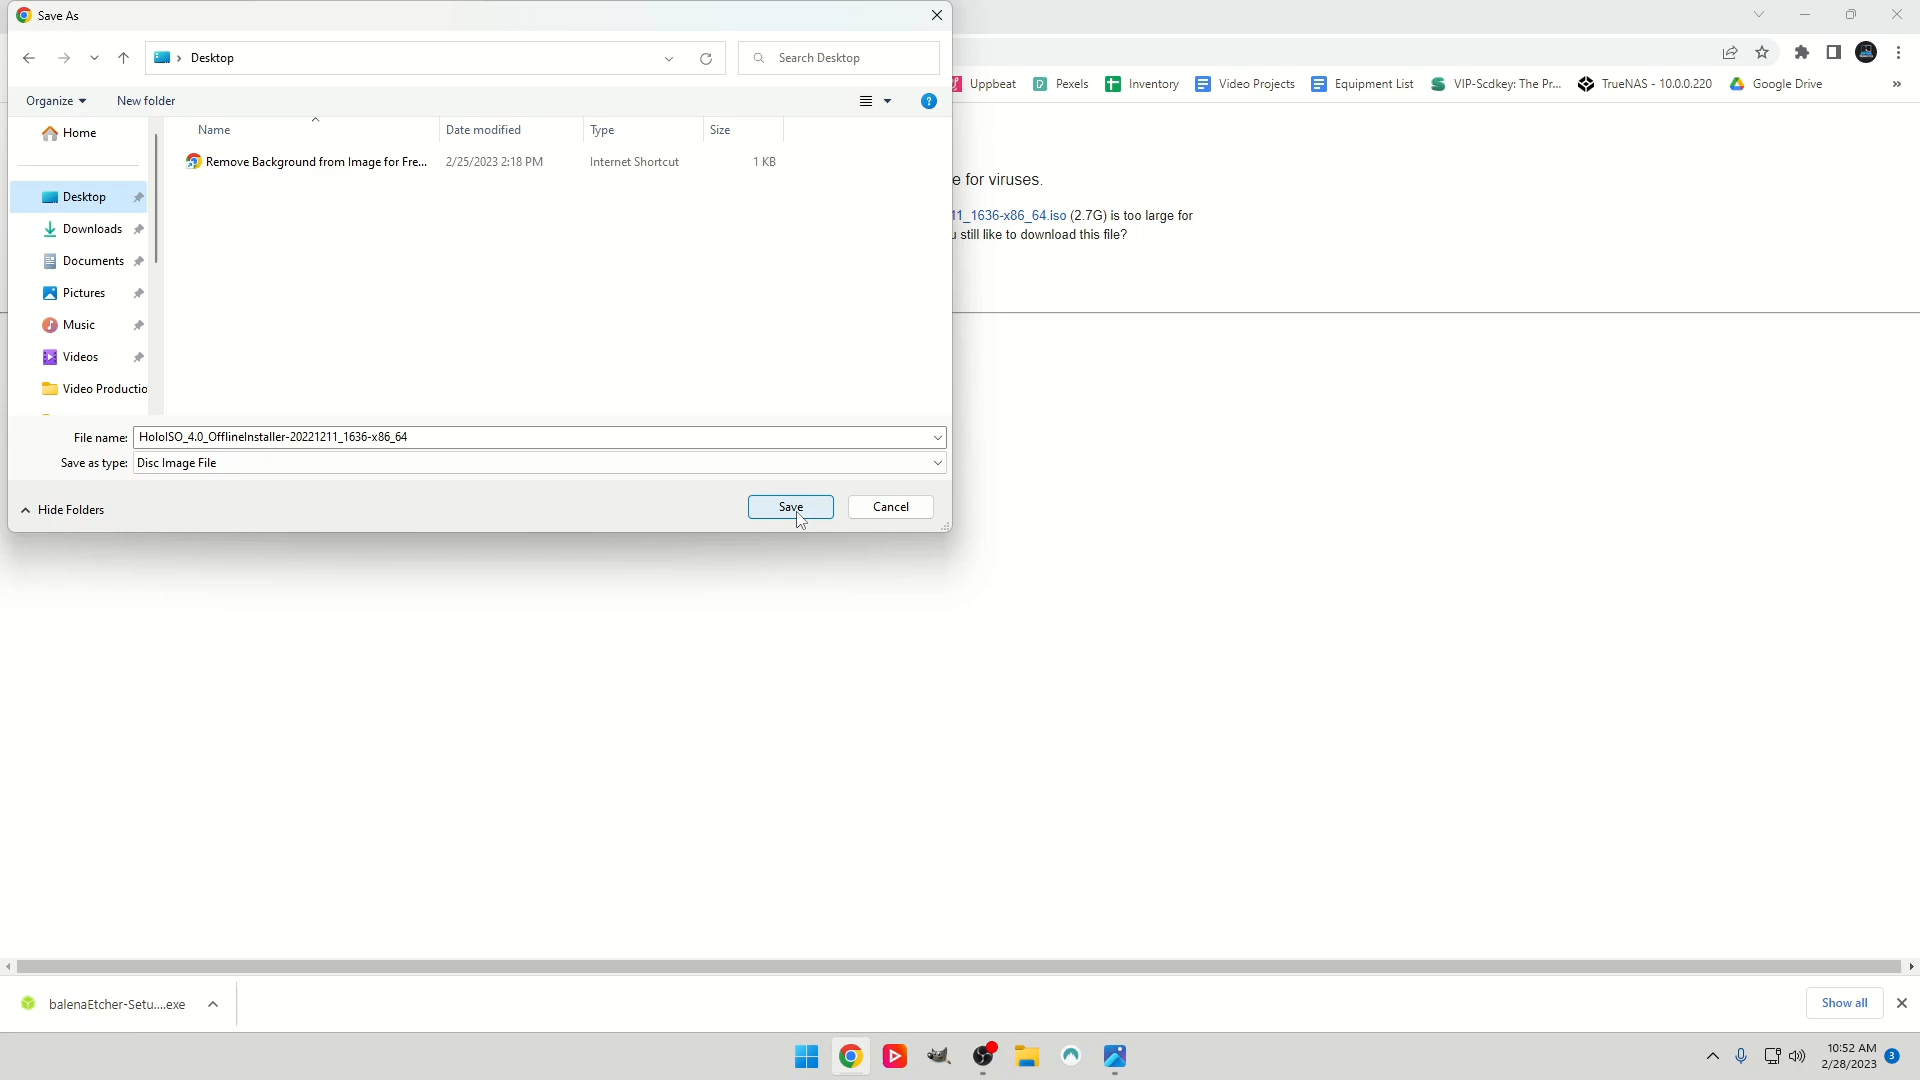 Save As
Desktop
Search Desktop
Organize
New folder
Uppbeat
Pexels
Inventory
Video Projects
Equipment List
VIP-Scdkey: The Pr...
TrueNAS - 10.0.0.220
Google Drive
»
Name
Date modified
Type
Size
Home
Remove Background from Image for Fre...
2/25/2023 2:18 PM
Internet Shortcut
1 KB
e for viruses.
Desktop
11_1636-x86_64.iso (2.7G) is too large for
Downloads
still like to download this file?
Documents
Pictures
Music
Videos
Video Productio
File name:
HoloISO_4.0_OfflineInstaller-20221211_1636-x86_64
Save as type:
Disc Image File
Hide Folders
Save
Cancel
balenaEtcher-Setu....exe
Show all
10:52 AM
2/28/2023
3